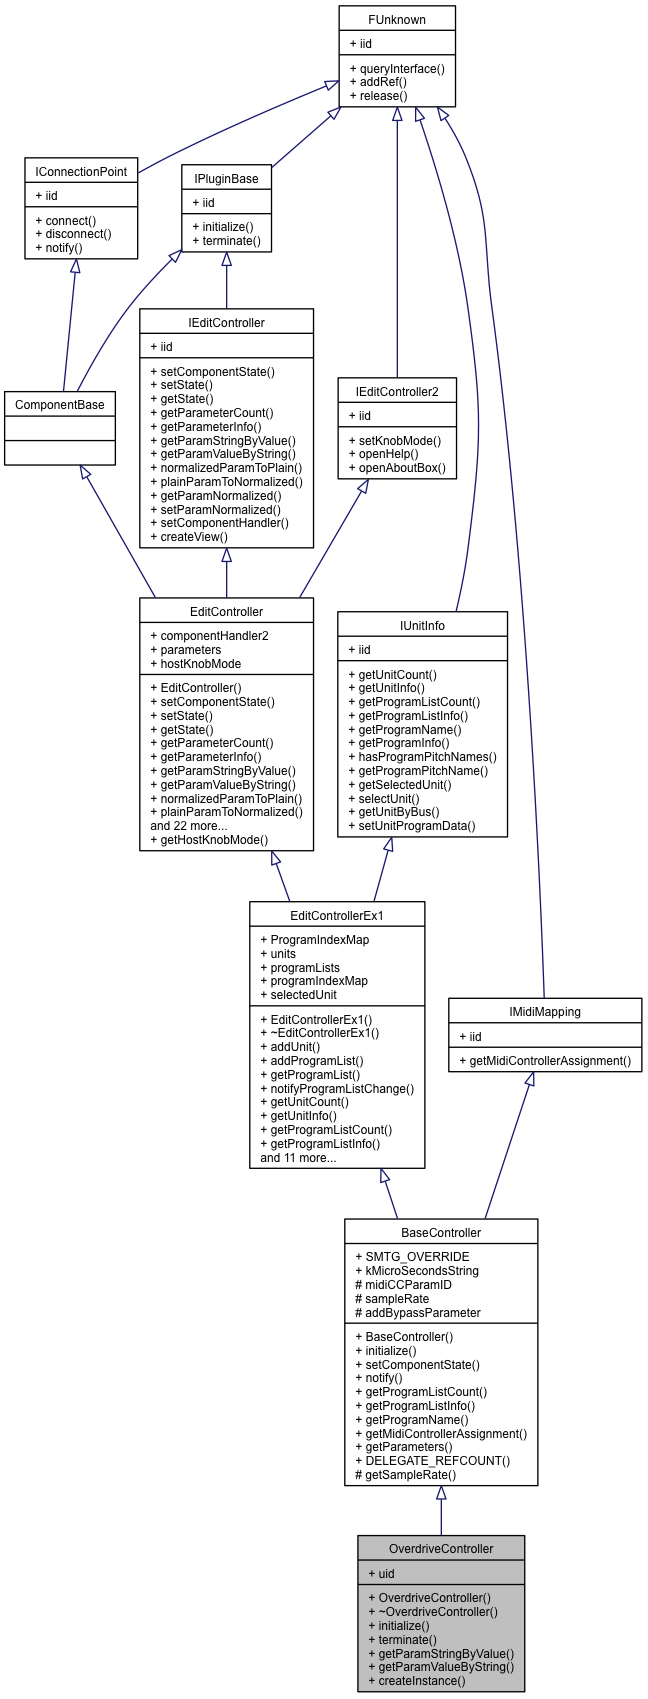 FUnknown
+ iid
+ queryInterface()
+ addRef()
+ release()
IConnectionPoint
+ iid
+ connect()
+ disconnect()
+ notify()
IPluginBase
+ iid
+ initialize()
+ terminate()
IEditController
+ iid
+ setComponentState()
+ setState()
+ getState()
+ getParameterCount()
+ getParameterInfo()
+ getParamStringByValue()
+ getParamValueByString()
+ normalizedParamToPlain()
+ plainParamToNormalized()
+ getParamNormalized()
+ setParamNormalized()
+ setComponentHandler()
+ createView()
IEditController2
+ iid
+ setKnobMode()
+ openHelp()
+ openAboutBox()
ComponentBase
EditController
+ componentHandler2
+ parameters
+ hostKnobMode
+ EditController()
+ setComponentState()
+ setState()
+ getState()
+ getParameterCount()
+ getParameterInfo()
+ getParamStringByValue()
+ getParamValueByString()
+ normalizedParamToPlain()
+ plainParamToNormalized()
and 22 more...
+ getHostKnobMode()
IUnitInfo
+ iid
+ getUnitCount()
+ getUnitInfo()
+ getProgramListCount()
+ getProgramListInfo()
+ getProgramName()
+ getProgramInfo()
+ hasProgramPitchNames()
+ getProgramPitchName()
+ getSelectedUnit()
+ selectUnit()
+ getUnitByBus()
+ setUnitProgramData()
EditControllerEx1
+ ProgramIndexMap
+ units
+ programLists
+ programIndexMap
+ selectedUnit
+ EditControllerEx1()
+ ~EditControllerEx1()
+ addUnit()
+ addProgramList()
+ getProgramList()
+ notifyProgramListChange()
+ getUnitCount()
+ getUnitInfo()
+ getProgramListCount()
+ getProgramListInfo()
and 11 more...
IMidiMapping
+ iid
+ getMidiControllerAssignment()
BaseController
+ SMTG_OVERRIDE
+ kMicroSecondsString
# midiCCParamID
# sampleRate
# addBypassParameter
+ BaseController()
+ initialize()
+ setComponentState()
+ notify()
+ getProgramListCount()
+ getProgramListInfo()
+ getProgramName()
+ getMidiControllerAssignment()
+ getParameters()
+ DELEGATE_REFCOUNT()
# getSampleRate()
OverdriveController
+ uid
+ OverdriveController()
+ ~OverdriveController()
+ initialize()
+ terminate()
+ getParamStringByValue()
+ getParamValueByString()
+ createInstance()